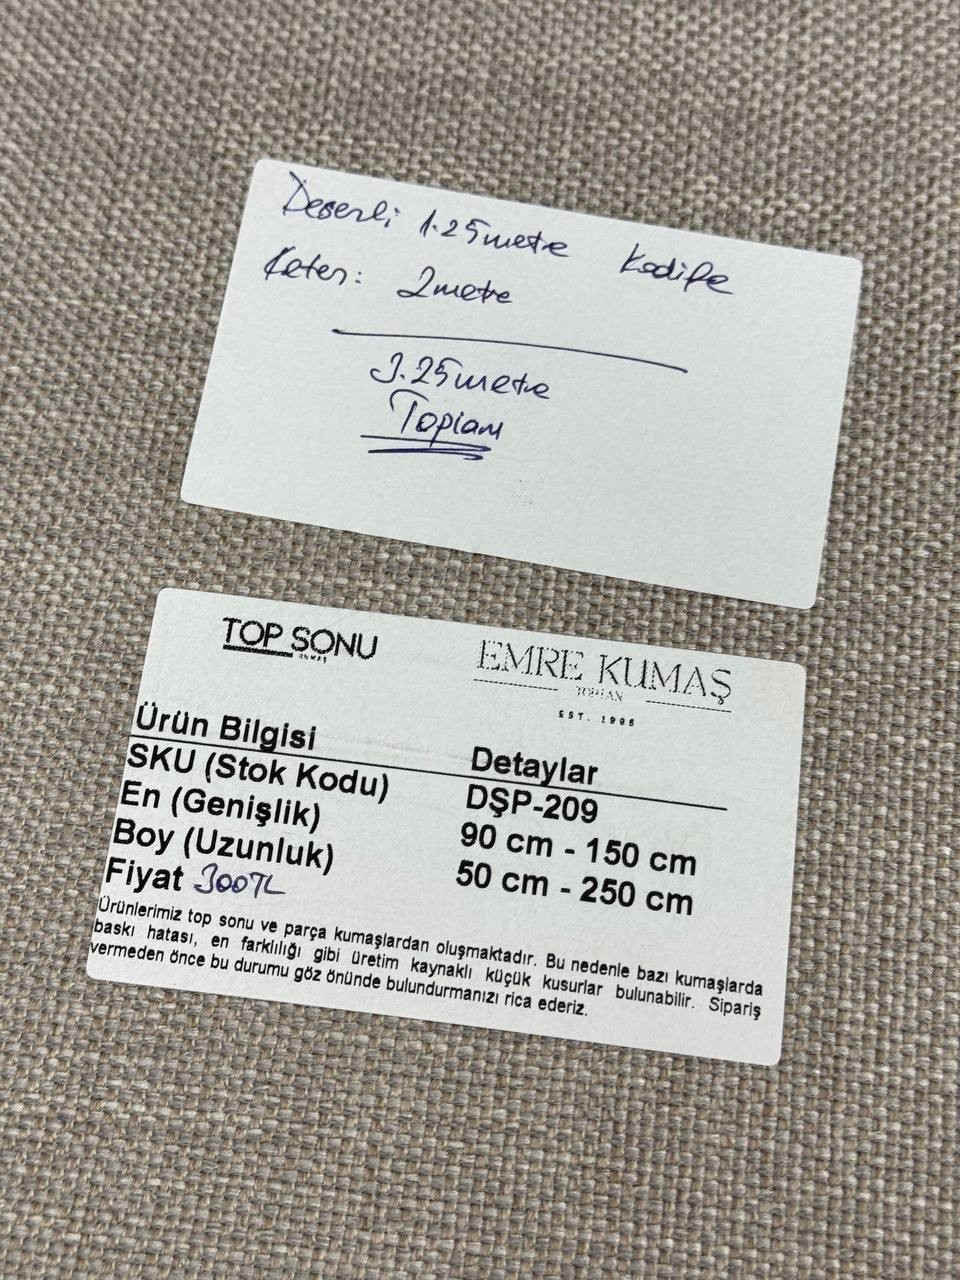 Desenli 1.25 metre Kadife
Keten: 2 metre
3.25 metre
Toplam
TOP SONU
KUMAŞ
EMRE KUMAŞ
TOPTAN
EST. 1996
Ürün Bilgisi Detaylar
SKU (Stok Kodu) DŞP-209
En (Genişlik) 90 cm - 150 cm
Boy (Uzunluk) 50 cm - 250 cm
Fiyat 300TL
Ürünlerimiz top sonu ve parça kumaşlardan oluşmaktadır. Bu nedenle bazı kumaşlarda
baskı hatası, en farklılığı gibi üretim kaynaklı küçük kusurlar bulunabilir. Sipariş
vermeden önce bu durumu göz önünde bulundurmanızı rica ederiz.